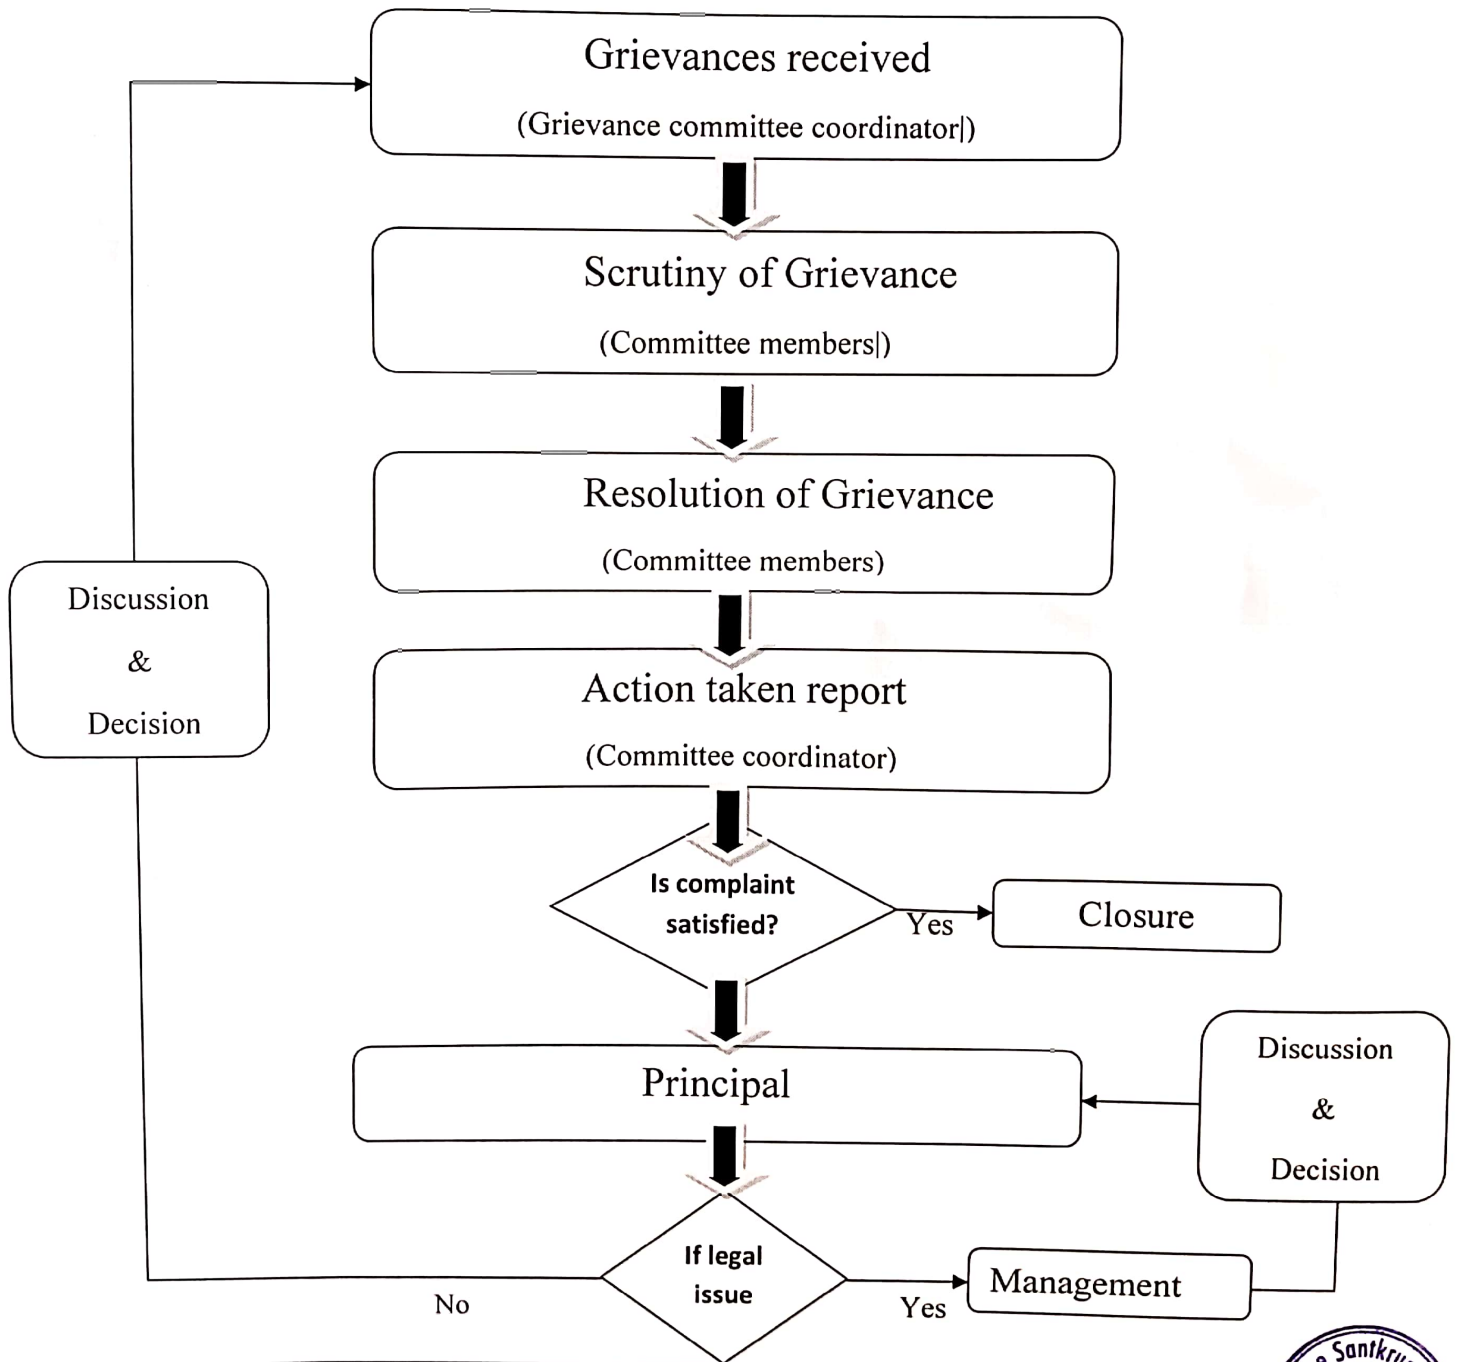 Grievances received
(Grievance committee coordinator|)
Scrutiny of Grievance
(Committee members|)
Resolution of Grievance
(Committee members)
Discussion
&
Decision
Action taken report
(Committee coordinator)
Is complaint
satisfied?
Yes
Closure
Principal
Discussion
&
Decision
If legal
issue
No
Yes
Management